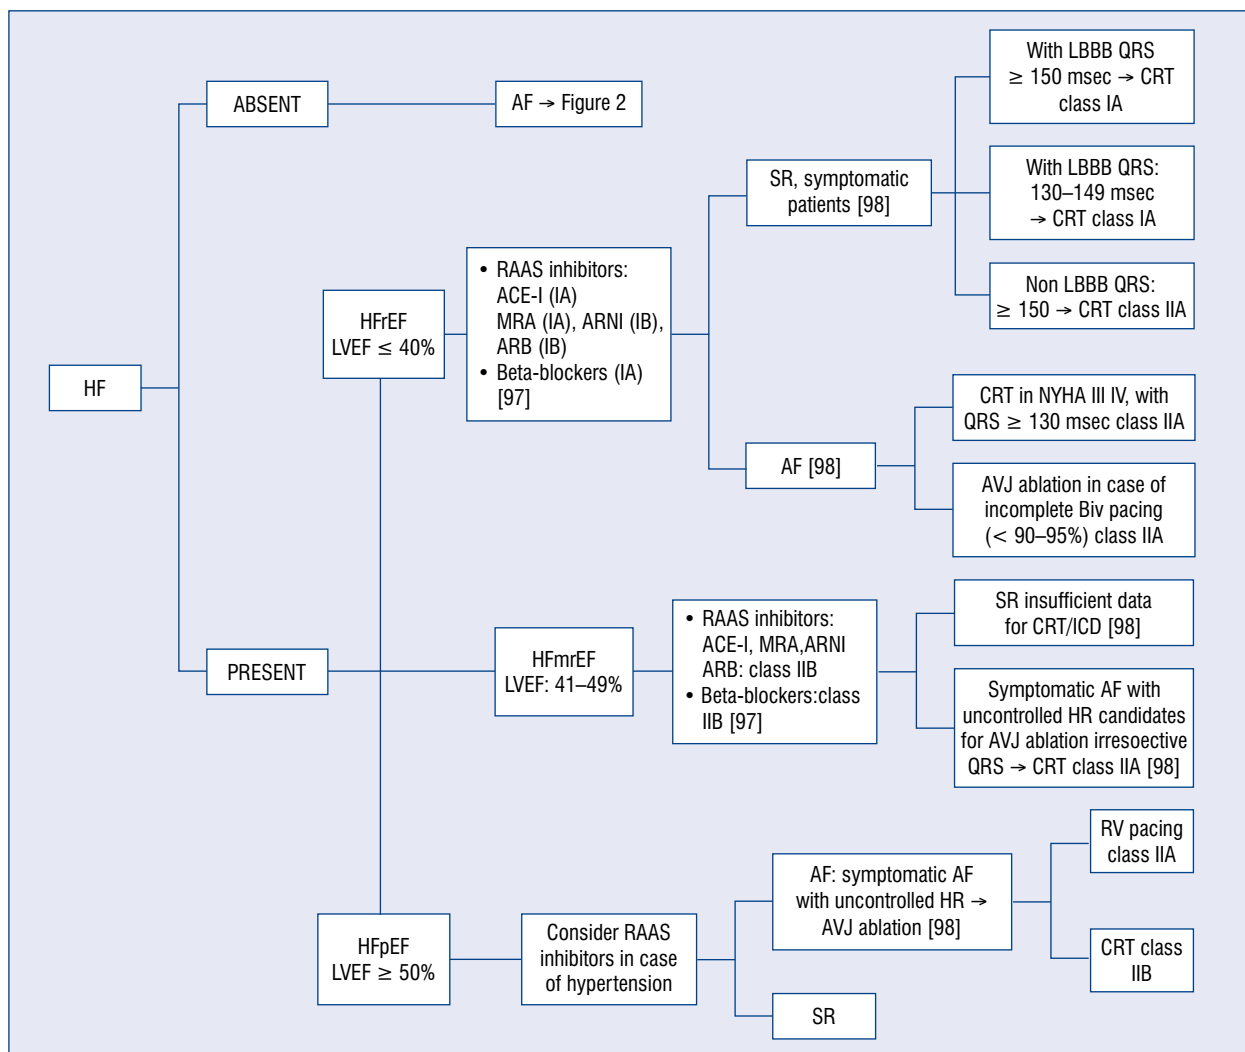 HF
ABSENT
AF → Figure 2
PRESENT
HFrEF
LVEF ≤ 40%
• RAAS inhibitors:
ACE-I (IA)
MRA (IA), ARNI (IB),
ARB (IB)
• Beta-blockers (IA)
[97]
SR, symptomatic
patients [98]
With LBBB QRS
≥ 150 msec → CRT
class IA
With LBBB QRS:
130–149 msec
→ CRT class IA
Non LBBB QRS:
≥ 150 → CRT class IIA
AF [98]
CRT in NYHA III IV, with
QRS ≥ 130 msec class IIA
AVJ ablation in case of
incomplete Biv pacing
(< 90–95%) class IIA
HFmrEF
LVEF: 41–49%
• RAAS inhibitors:
ACE-I, MRA,ARNI
ARB: class IIB
• Beta-blockers:class
IIB [97]
SR insufficient data
for CRT/ICD [98]
Symptomatic AF with
uncontrolled HR candidates
for AVJ ablation irresoective
QRS → CRT class IIA [98]
HFpEF
LVEF ≥ 50%
Consider RAAS
inhibitors in case
of hypertension
AF: symptomatic AF
with uncontrolled HR →
AVJ ablation [98]
RV pacing
class IIA
CRT class
IIB
SR